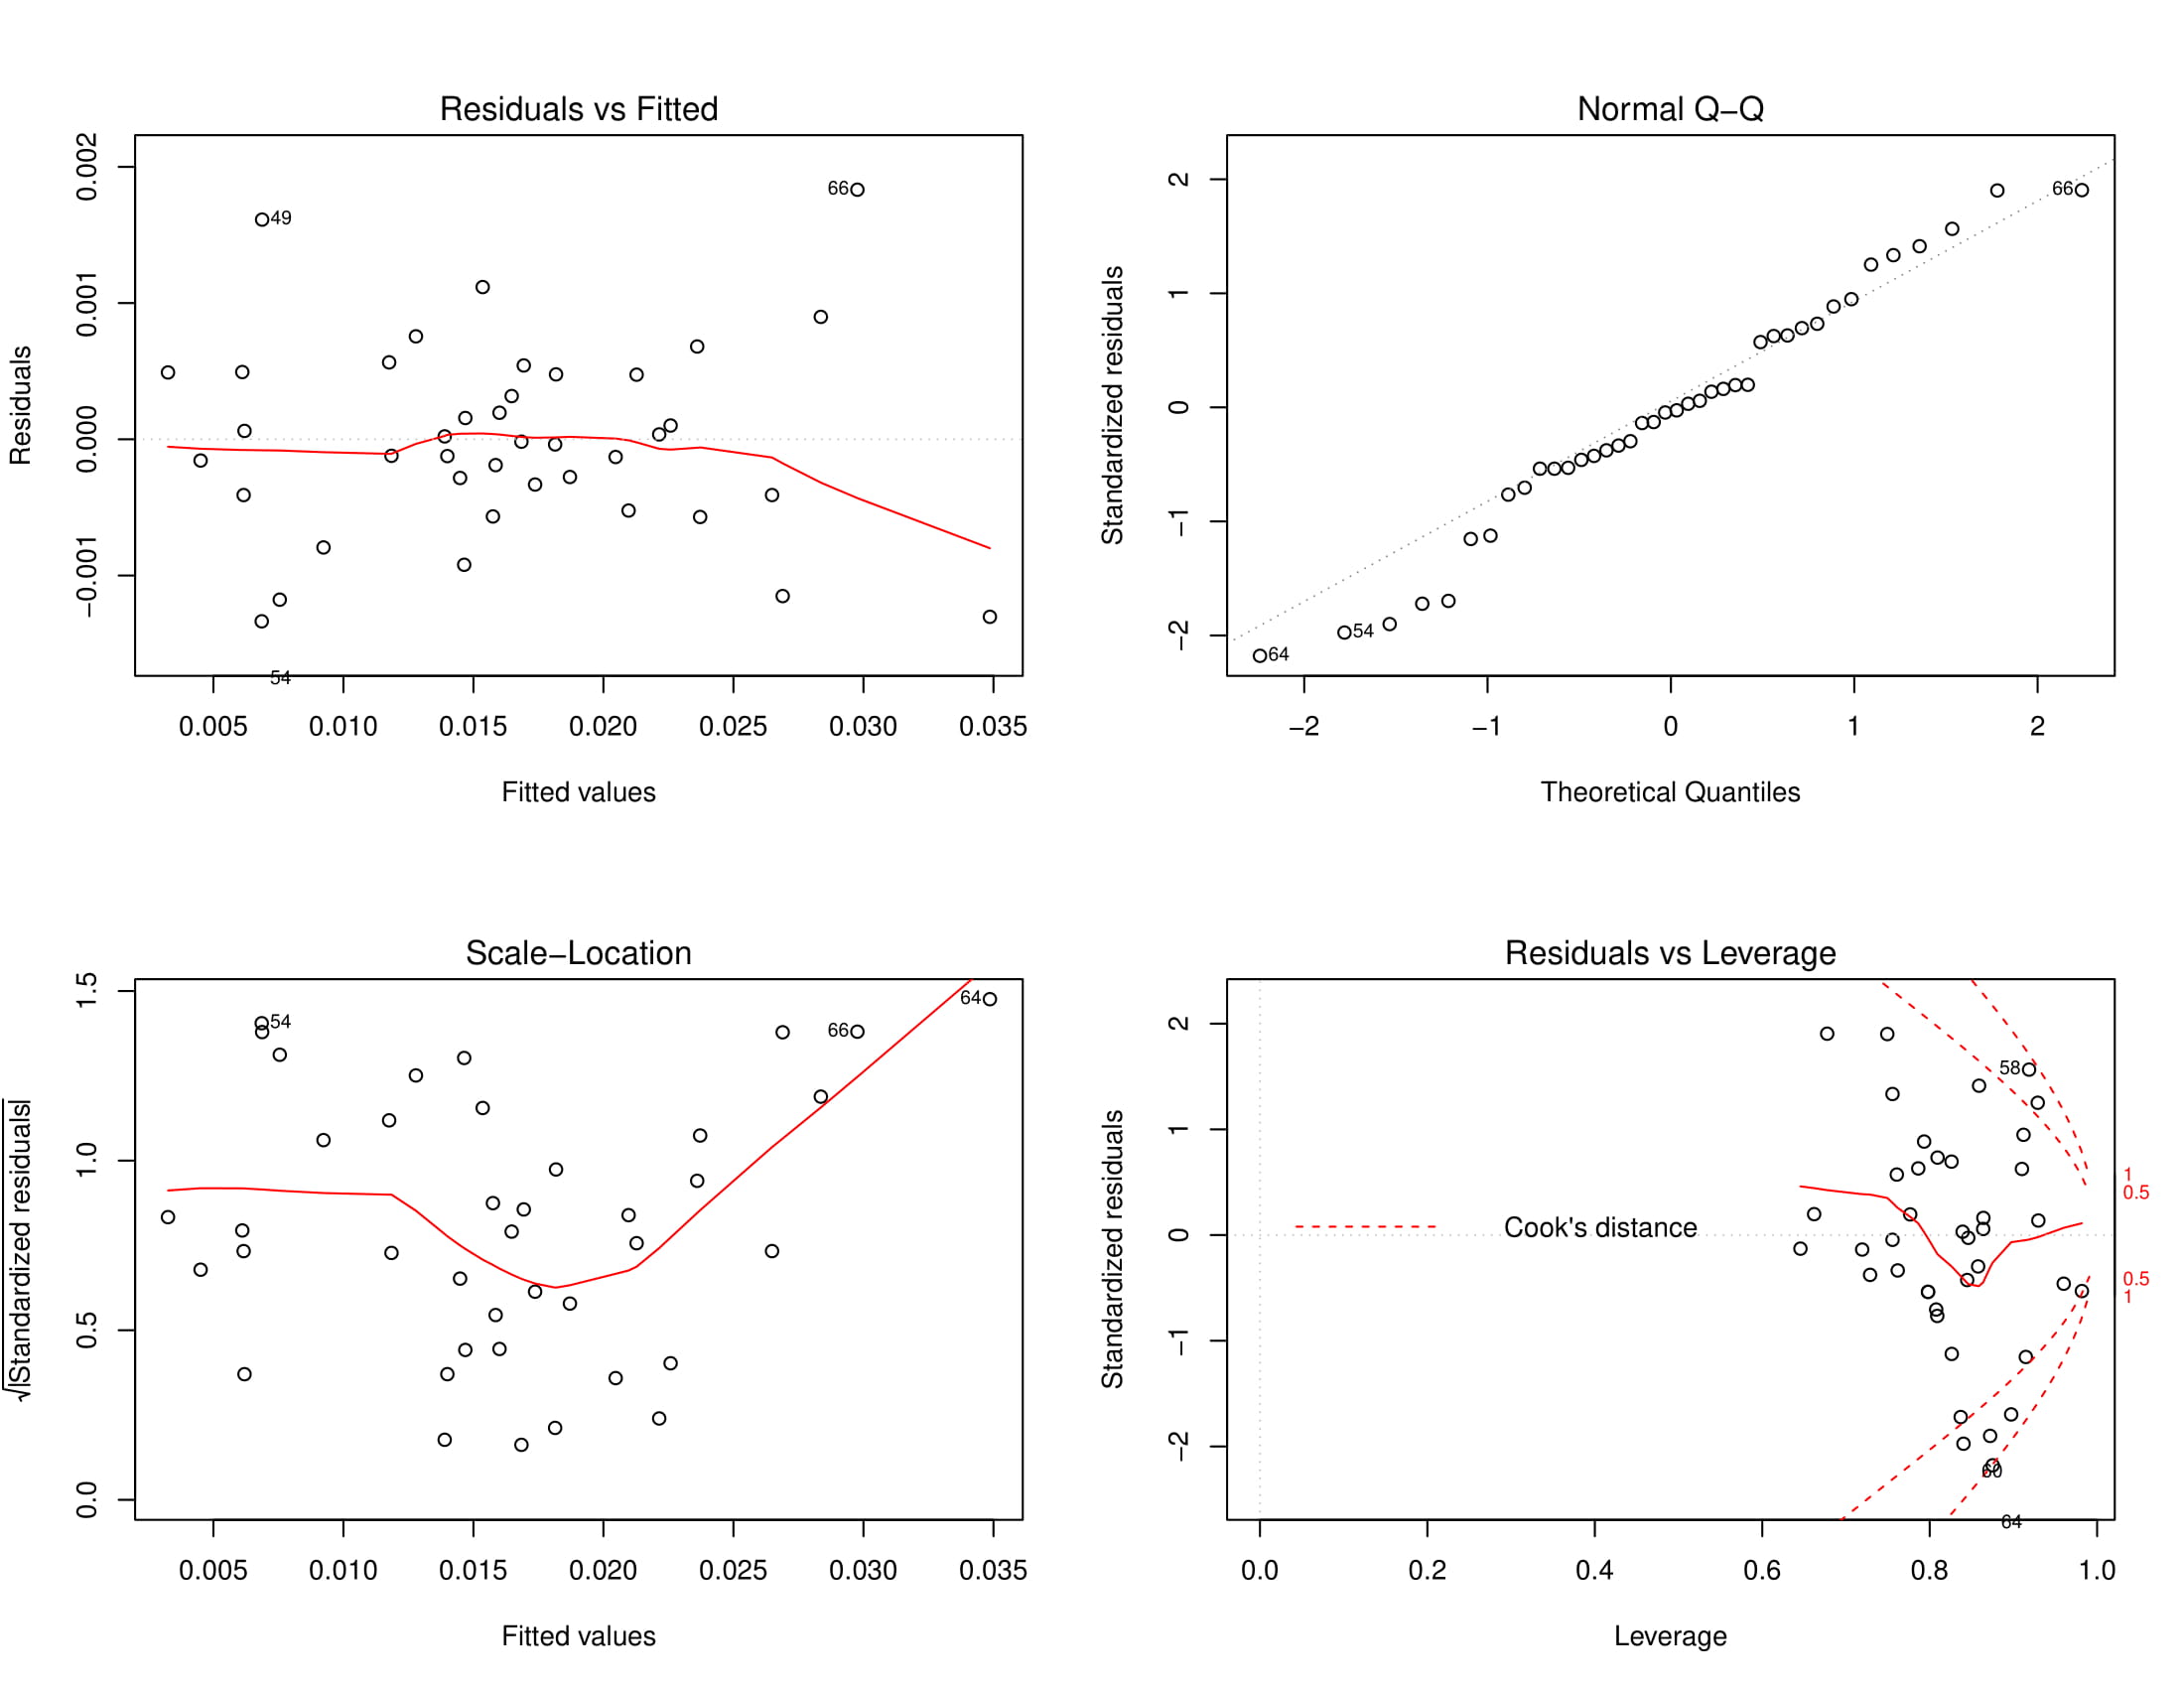 Residuals vs Fitted
Residuals
0.002
0.001
0.000
−0.001
49
66
54
0.005 0.010 0.015 0.020 0.025 0.030 0.035
Fitted values
Normal Q−Q
Standardized residuals
2
1
0
−1
−2
66
54
64
−2 −1 0 1 2
Theoretical Quantiles
Scale−Location
√|Standardized residuals|
1.5
1.0
0.5
0.0
54
66
64
0.005 0.010 0.015 0.020 0.025 0.030 0.035
Fitted values
Residuals vs Leverage
Standardized residuals
2
1
0
−1
−2
58
Cook's distance
60
64
1
0.5
0.5
1
0.0 0.2 0.4 0.6 0.8 1.0
Leverage